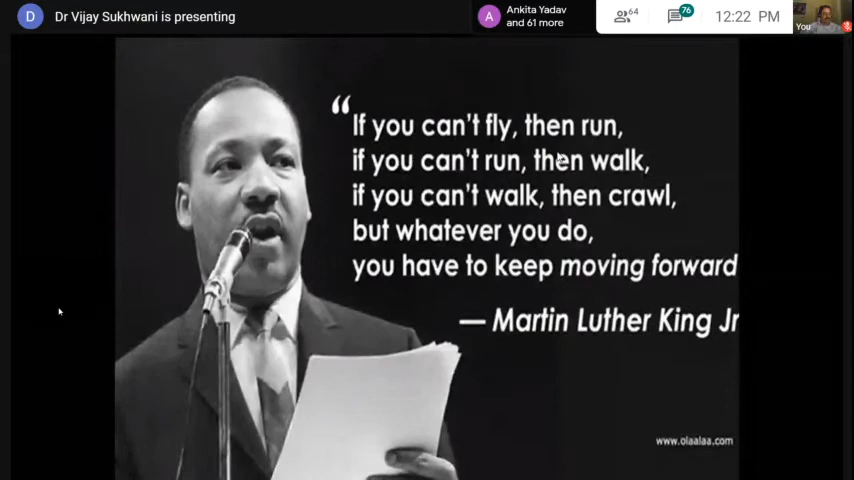 D Dr Vijay Sukhwani is presenting
A Ankita Yadav
and 61 more
64
76
12:22 PM
You
“If you can't fly, then run,
if you can't run, then walk,
if you can't walk, then crawl,
but whatever you do,
you have to keep moving forward
— Martin Luther King Jr
www.olaalaa.com